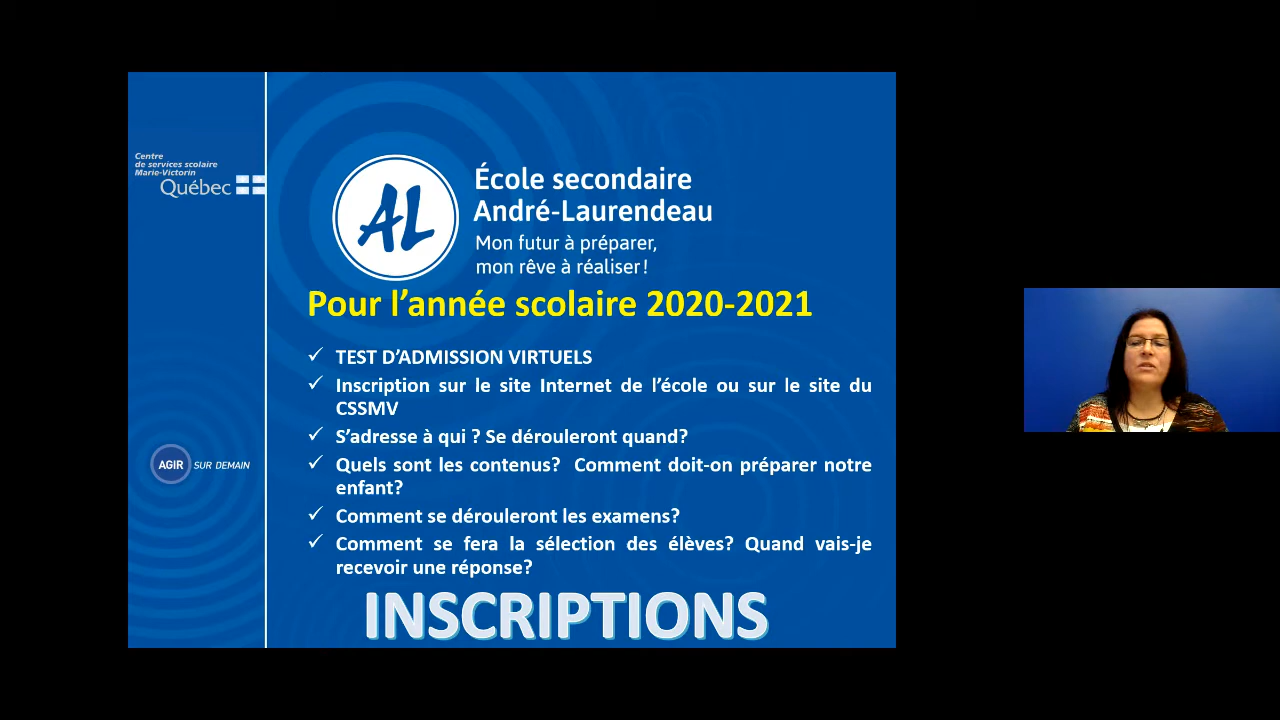 Centre
de services scolaire
Marie-Victorin
Québec
AL
École secondaire
André-Laurendeau
Mon futur à préparer,
mon rêve à réaliser!
Pour l'année scolaire 2020-2021
✓ TEST D'ADMISSION VIRTUELS
✓ Inscription sur le site Internet de l'école ou sur le site du
CSSMV
✓ S'adresse à qui ? Se dérouleront quand?
✓ Quels sont les contenus? Comment doit-on préparer notre
enfant?
✓ Comment se dérouleront les examens?
✓ Comment se fera la sélection des élèves? Quand vais-je
recevoir une réponse?
AGIR SUR DEMAIN
INSCRIPTIONS